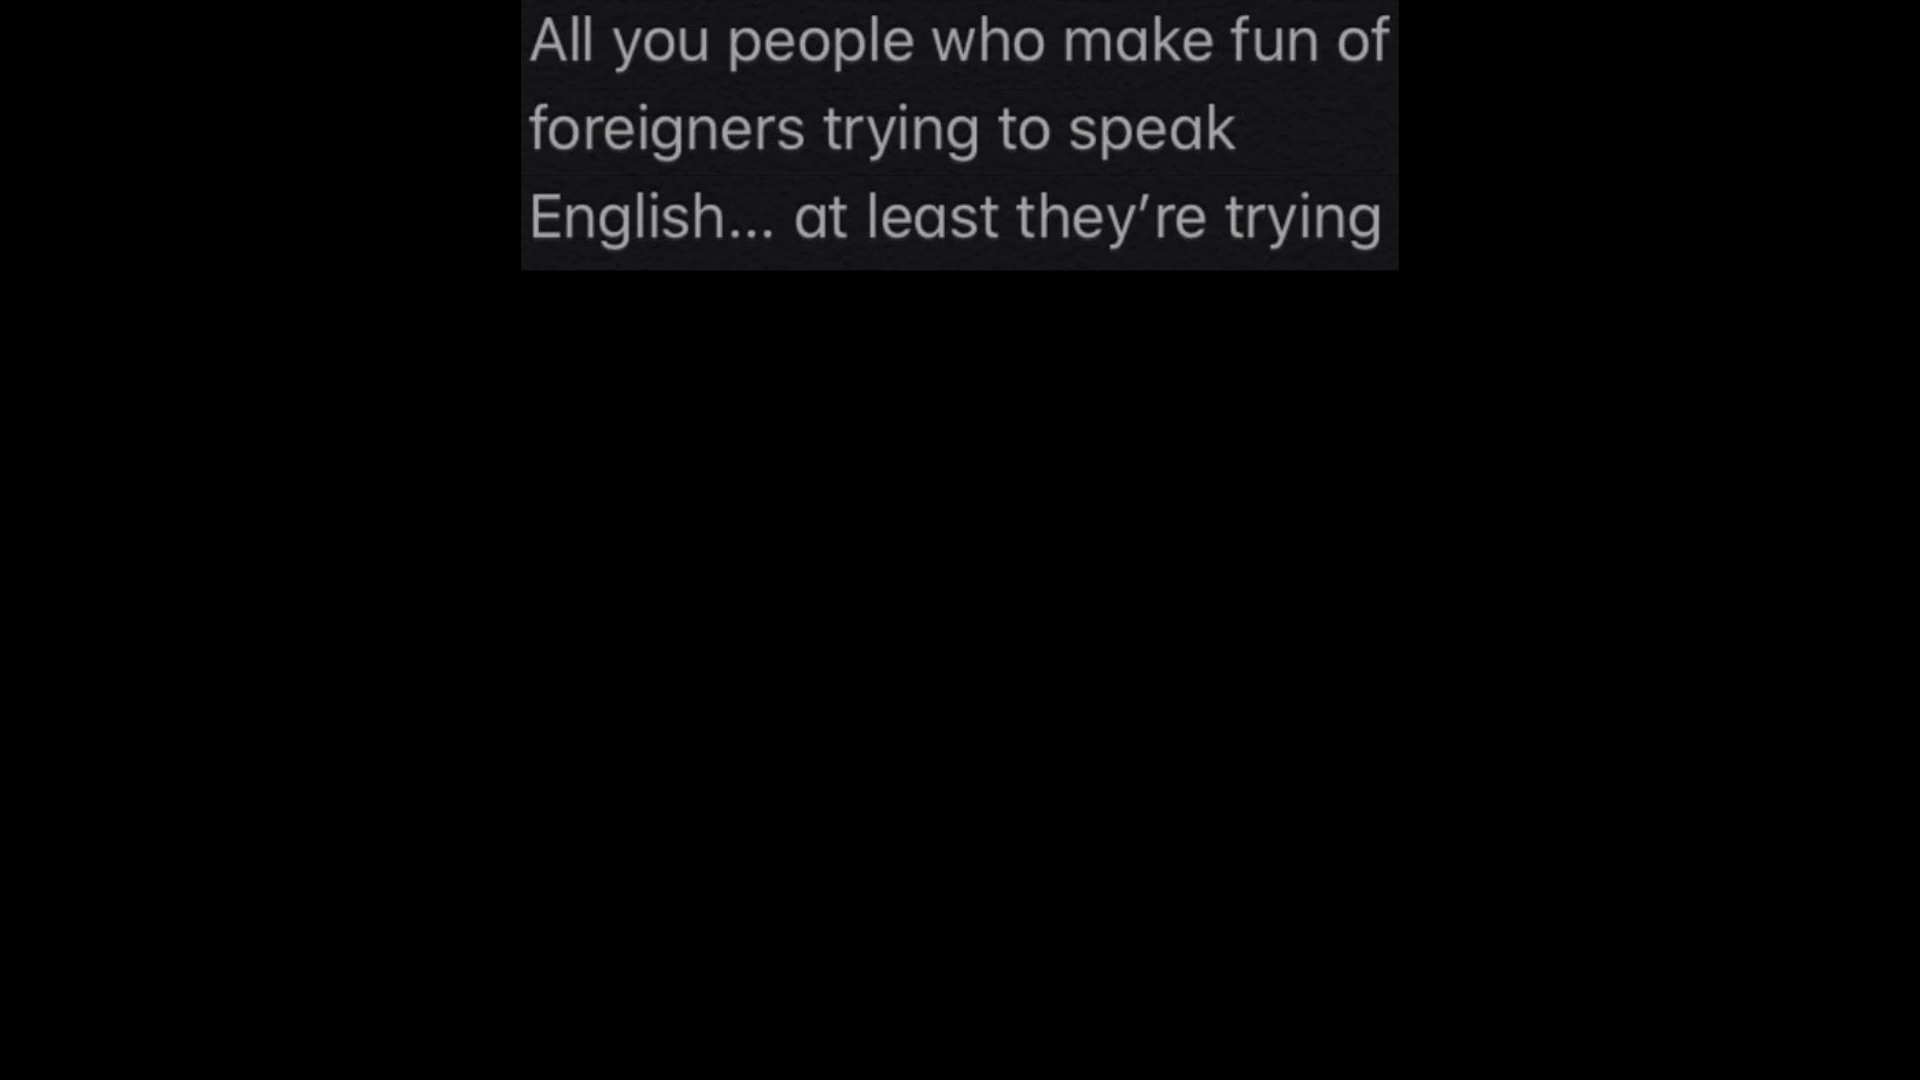 All you people who make fun of
foreigners trying to speak
English... at least they’re trying